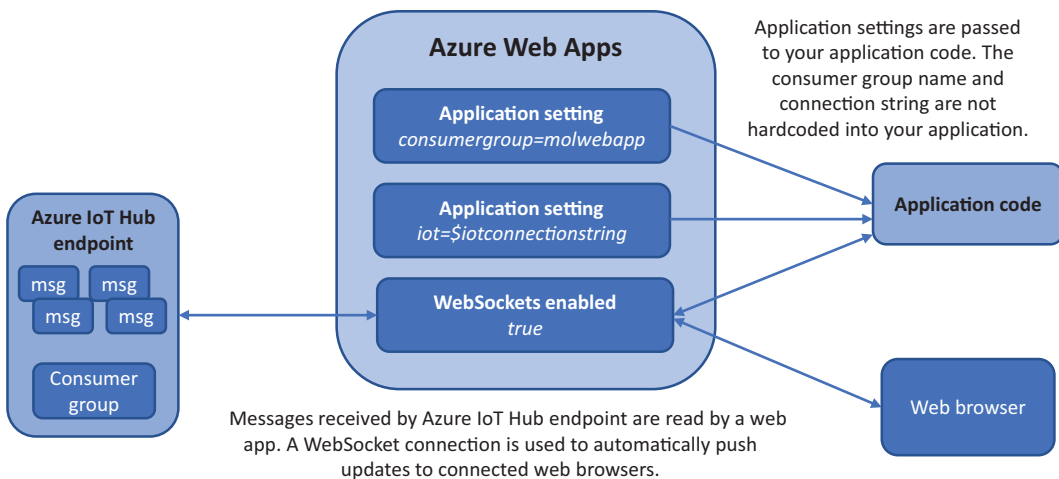 Azure Web Apps
Application setting
consumergroup=molwebapp
Application setting
iot=$iotconnectionstring
WebSockets enabled
true
Application settings are passed
to your application code. The
consumer group name and
connection string are not
hardcoded into your application.
Application code
Azure IoT Hub
endpoint
msg
msg
msg
msg
Consumer
group
Web browser
Messages received by Azure IoT Hub endpoint are read by a web
app. A WebSocket connection is used to automatically push
updates to connected web browsers.